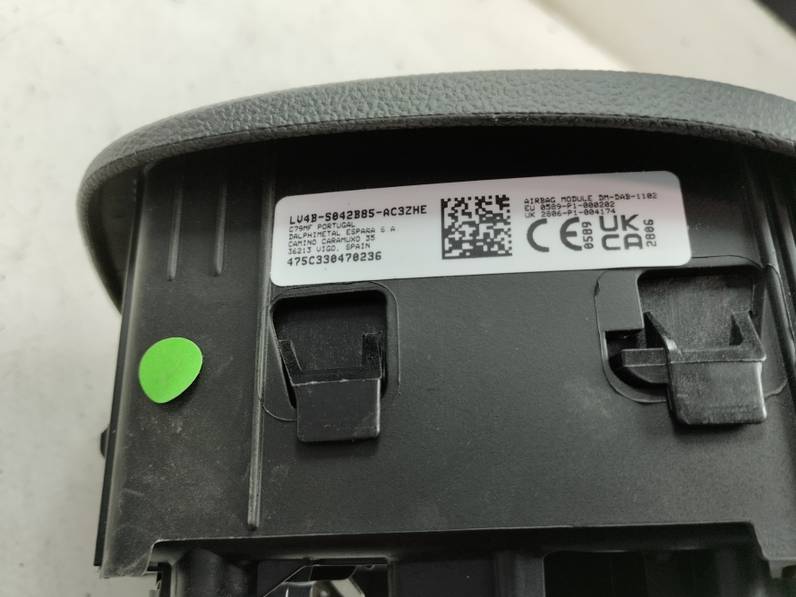 LV4B-S042B85-AC3ZHE
C79MF PORTUGAL
DALPHIMETAL ESPAÑA S A
CAMINO CARAMUXO 35
36213 VIGO, SPAIN
475C330470236
AIRBAG MODULE DM-DAB-1102
EU 0589-P1-000202
UK 2806-P1-004174
CE 0589
UK
CA 2806